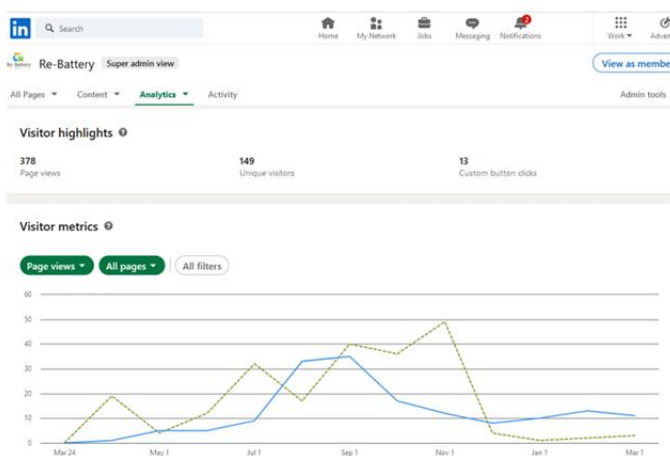 in Search
Home My Network Jobs Messaging Notifications Work Advert
2
Re-Battery Super admin view View as membe
All Pages Content Analytics Activity Admin tools
Visitor highlights
378 149 13
Page views Unique visitors Custom button clicks
Visitor metrics
Page views All pages All filters
60
50
40
30
20
10
0
Mar 24 May 1 Jul 1 Sep 1 Nov 1 Jan 1 Mar 1